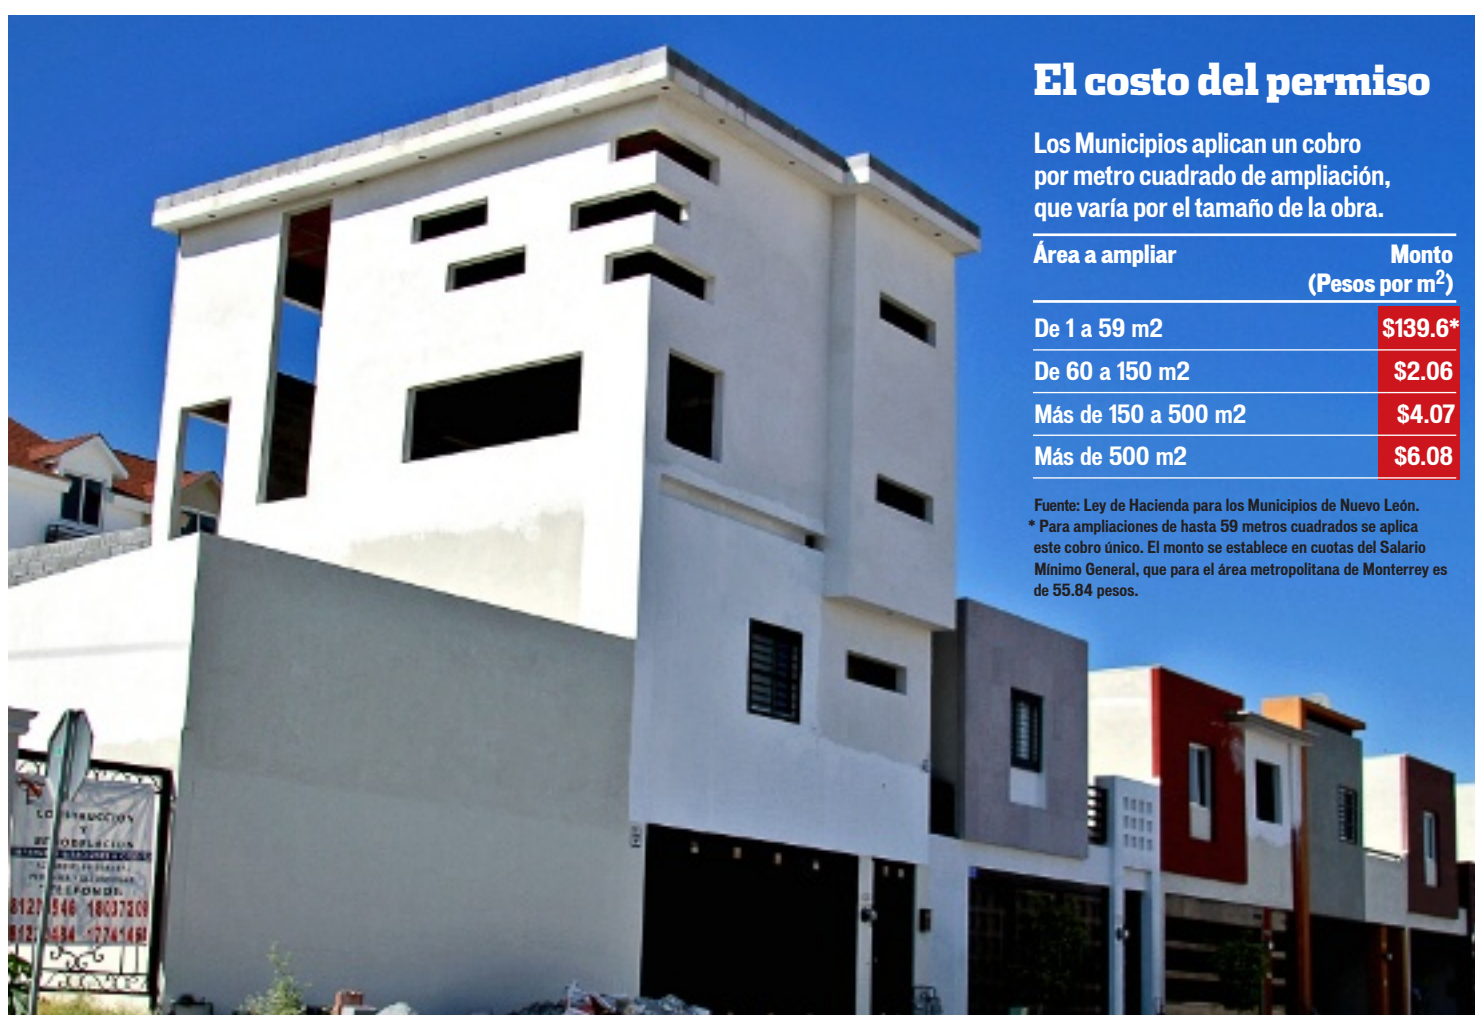 El costo del permiso
Los Municipios aplican un cobro
por metro cuadrado de ampliación,
que varía por el tamaño de la obra.
Área a ampliar Monto
(Pesos por m2)
De 1 a 59 m2 $139.6*
De 60 a 150 m2 $2.06
Más de 150 a 500 m2 $4.07
Más de 500 m2 $6.08
Fuente: Ley de Hacienda para los Municipios de Nuevo León.
* Para ampliaciones de hasta 59 metros cuadrados se aplica
este cobro único. El monto se establece en cuotas del Salario
Mínimo General, que para el área metropolitana de Monterrey es
de 55.84 pesos.
Y
18037209
17741468